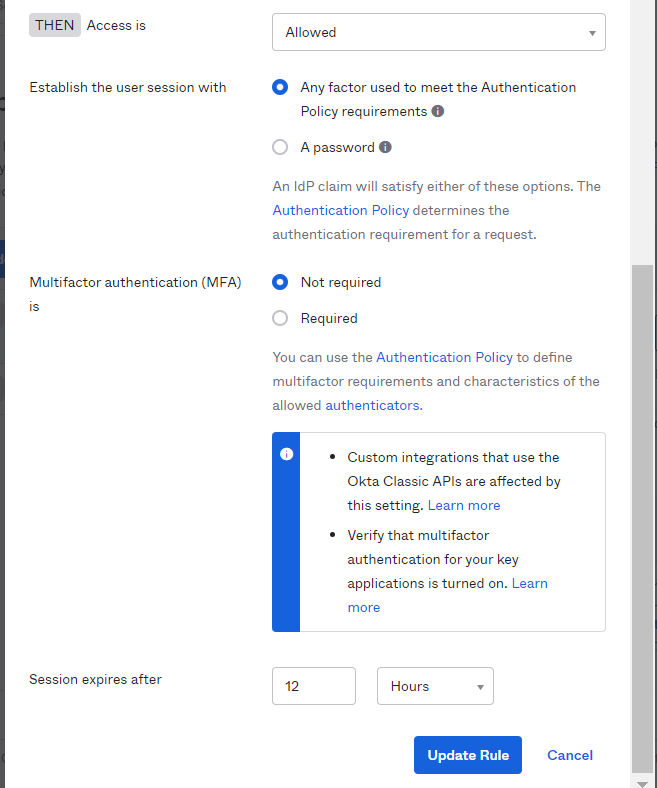 THEN Access is
Allowed
Establish the user session with
Any factor used to meet the Authentication
Policy requirements
A password
An IdP claim will satisfy either of these options. The
Authentication Policy determines the
authentication requirement for a request.
Multifactor authentication (MFA)
is
Not required
Required
You can use the Authentication Policy to define
multifactor requirements and characteristics of the
allowed authenticators.
Custom integrations that use the
Okta Classic APIs are affected by
this setting. Learn more
Verify that multifactor
authentication for your key
applications is turned on. Learn
more
Session expires after
12
Hours
Update Rule
Cancel